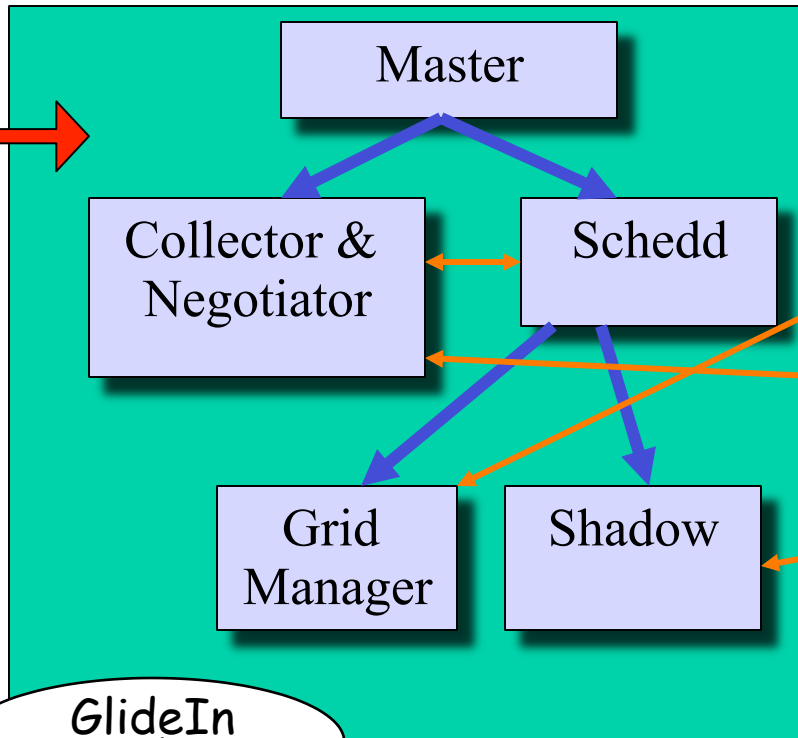 Master
Collector &
Negotiator
Schedd
Grid
Manager
Shadow
GlideIn